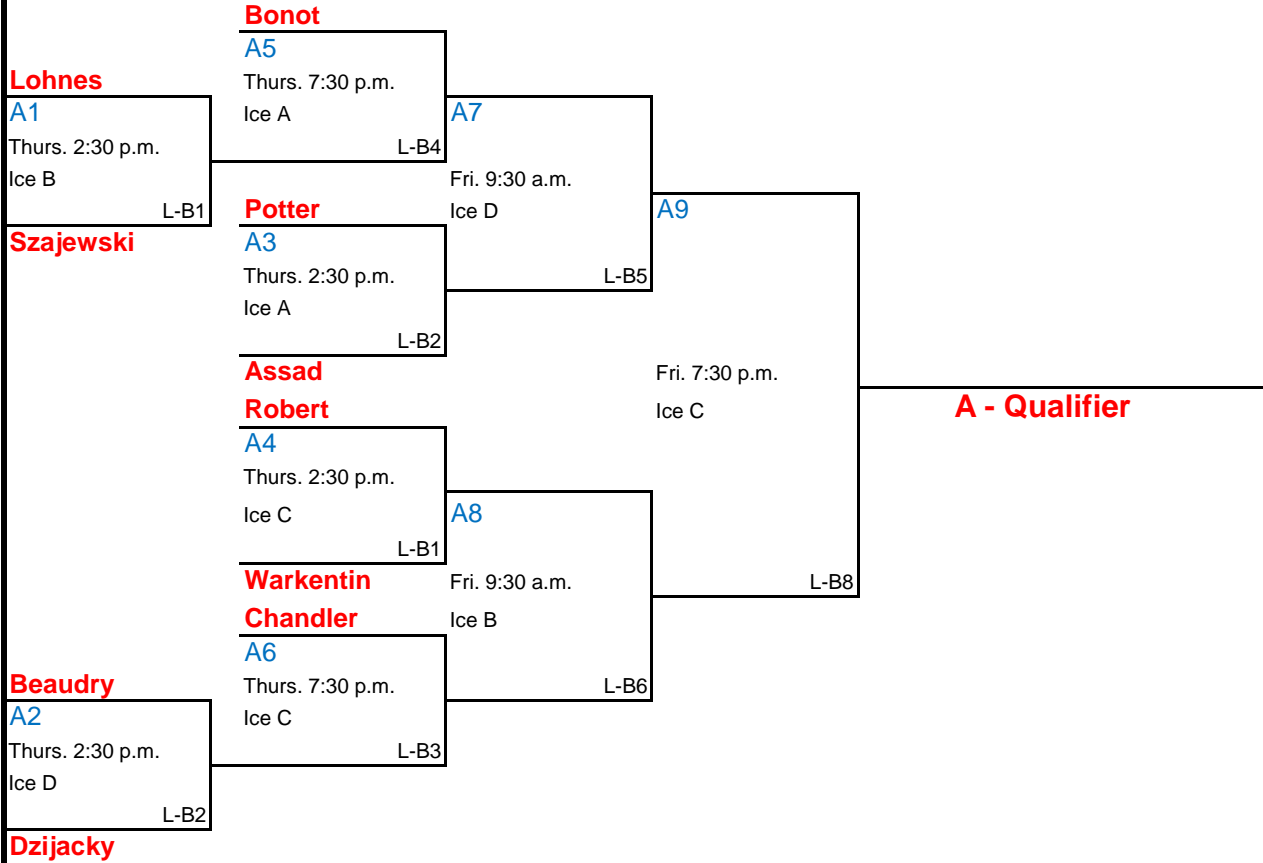 Bonot
A5
Lohnes
Thurs. 7:30 p.m.
A1
Ice A
A7
Thurs. 2:30 p.m.
L-B4
Ice B
Fri. 9:30 a.m.
L-B1
Potter
Ice D
A9
Szajewski
A3
Thurs. 2:30 p.m.
L-B5
Ice A
L-B2
Assad
Fri. 7:30 p.m.
Robert
Ice C
A - Qualifier
A4
Thurs. 2:30 p.m.
Ice C
A8
L-B1
Warkentin
Fri. 9:30 a.m.
L-B8
Chandler
Ice B
A6
Beaudry
Thurs. 7:30 p.m.
L-B6
A2
Ice C
Thurs. 2:30 p.m.
L-B3
Ice D
L-B2
Dzijacky